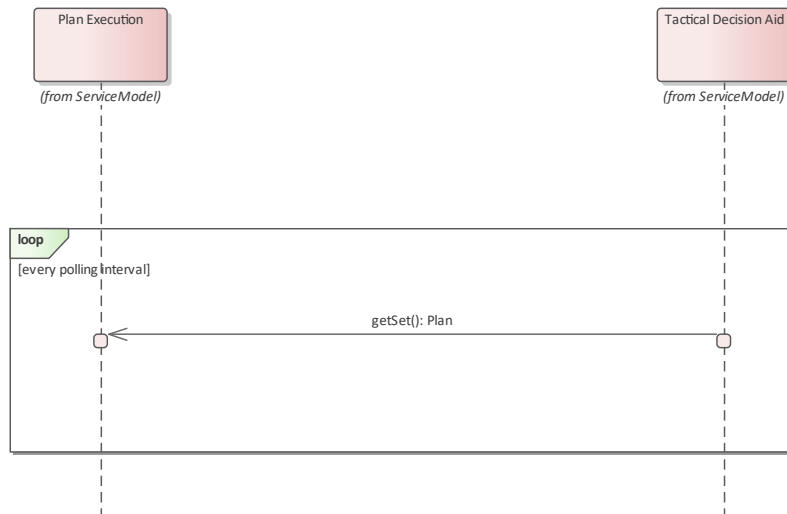 Plan Execution
Tactical Decision Aid
(from ServiceModel)
(from ServiceModel)
loop
[every polling interval]
getSet(): Plan